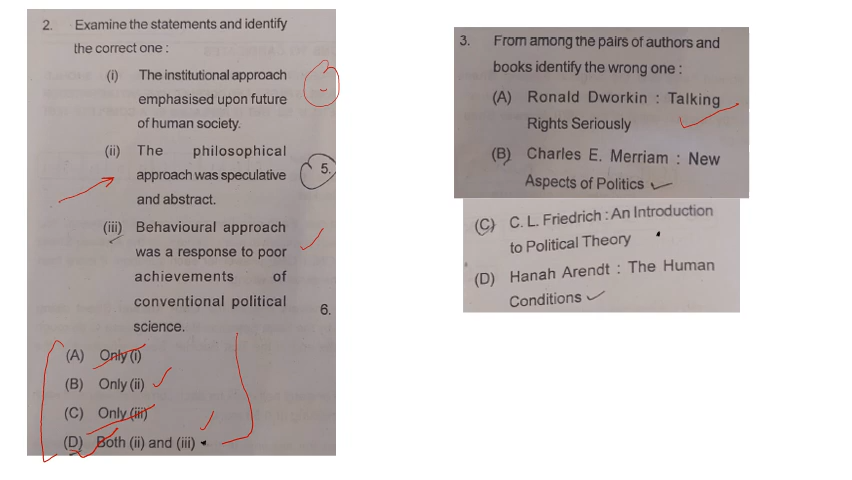 2. Examine the statements and identify
the correct one :
(i) The institutional approach
emphasised upon future
of human society.
(ii) The philosophical
approach was speculative
and abstract.
(iii) Behavioural approach
was a response to poor
achievements of
conventional political
science.
(A) Only (i)
(B) Only (ii)
(C) Only (iii)
(D) Both (ii) and (iii)
5.
6.
3. From among the pairs of authors and
books identify the wrong one :
(A) Ronald Dworkin : Talking
Rights Seriously
(B) Charles E. Merriam : New
Aspects of Politics
(C) C. L. Friedrich : An Introduction
to Political Theory
(D) Hanah Arendt : The Human
Conditions